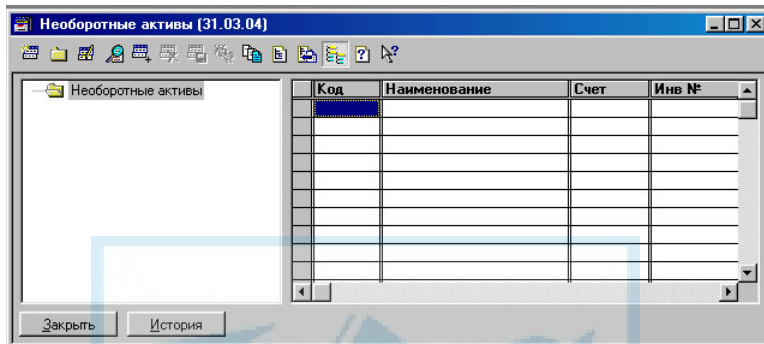 Необоротные активы (31.03.04)
Необоротные активы
Код Наименование Счет Инв №
Закрыть История